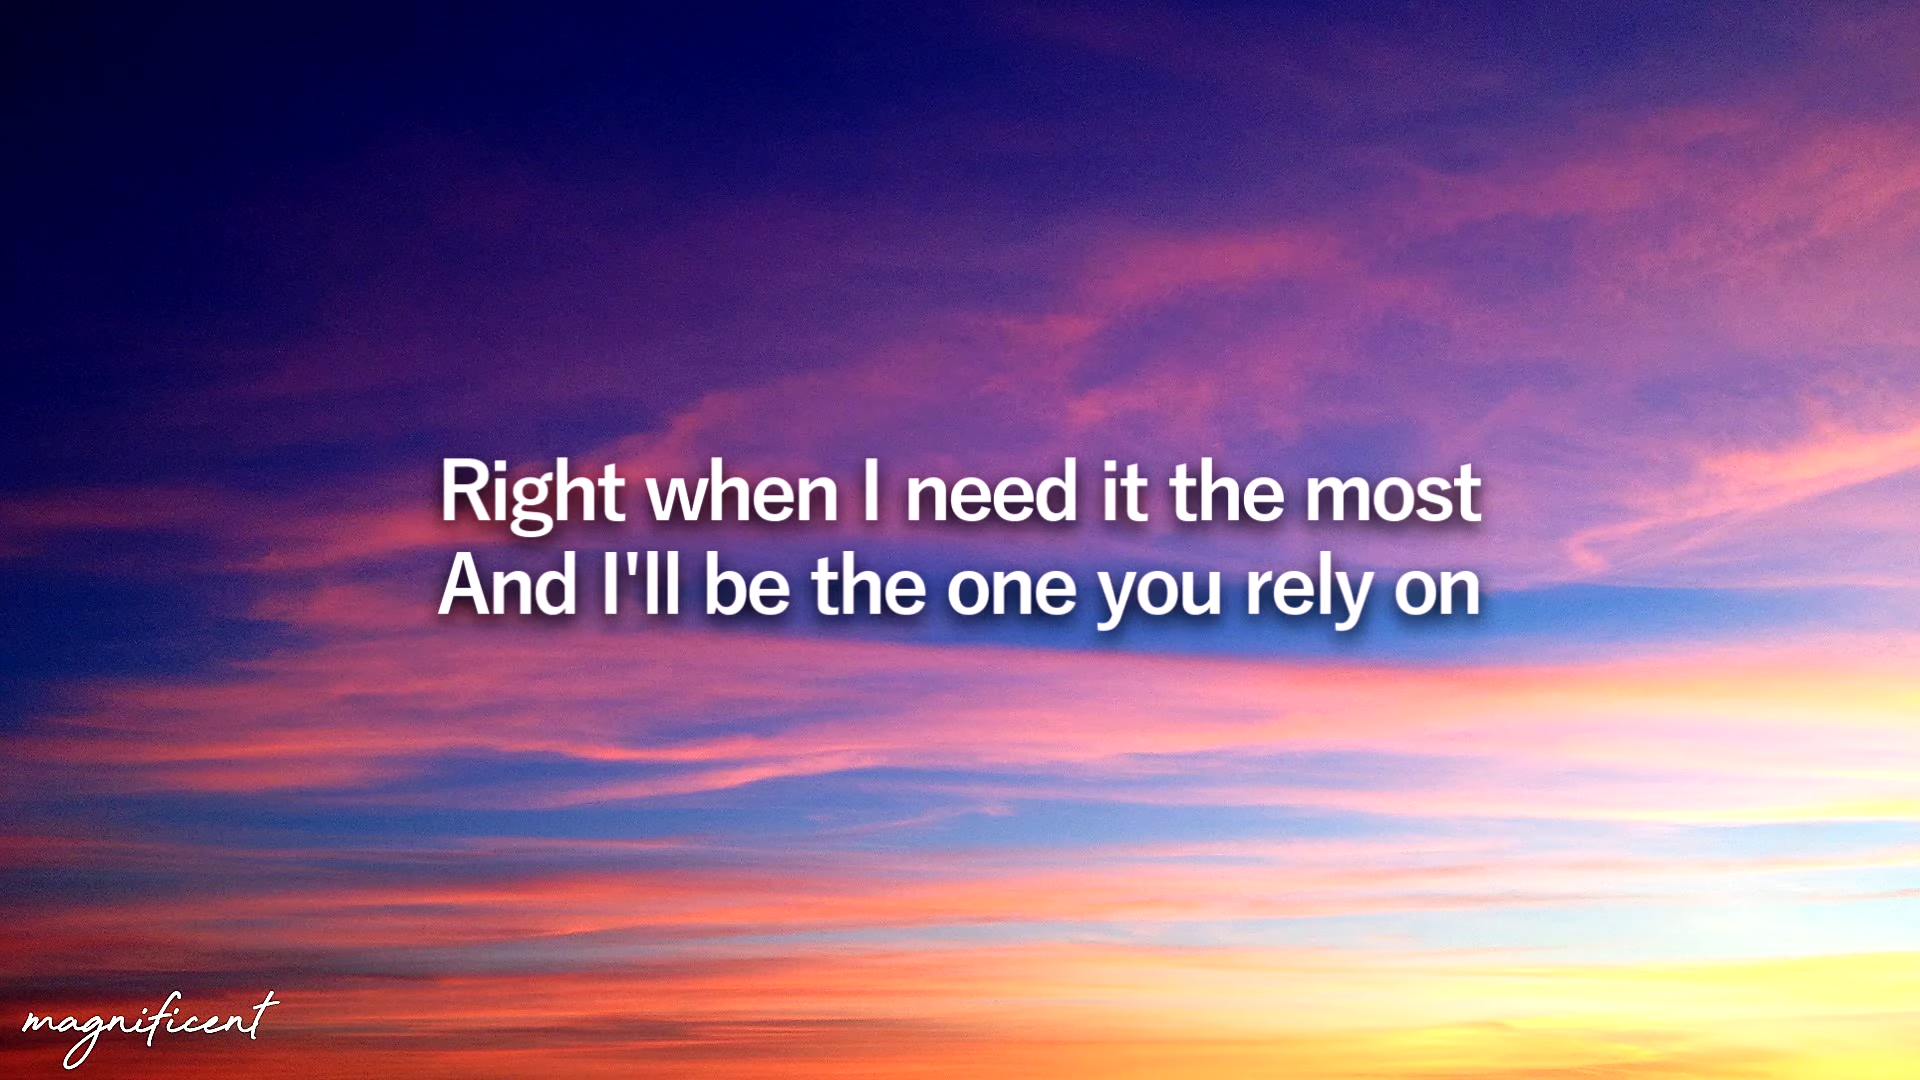 Right when I need it the most
And I'll be the one you rely on
magnificent